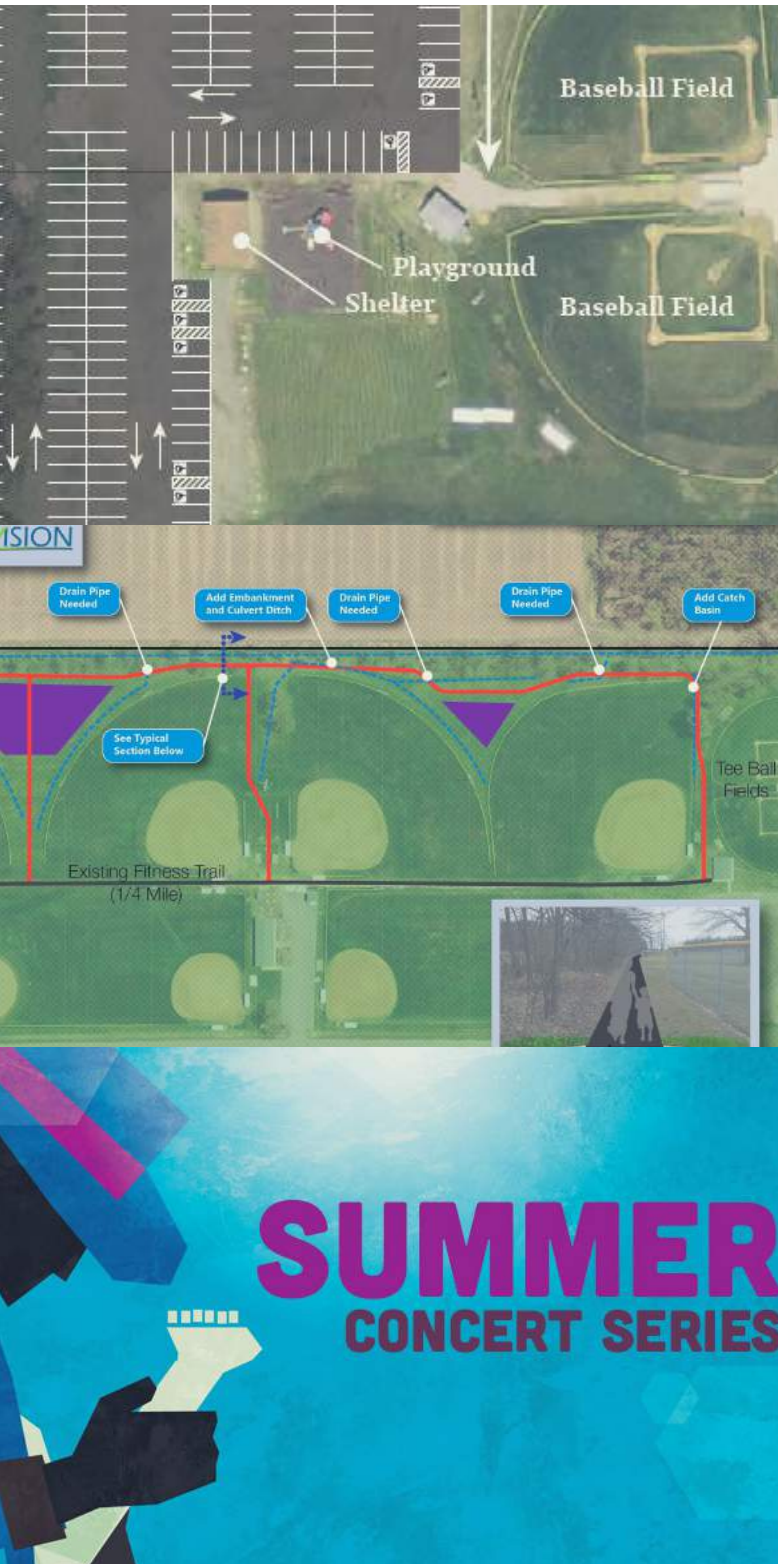 Baseball Field
Playground
Shelter
Baseball Field
Drain Pipe
Needed
Add Embankment
and Culvert Ditch
Drain Pipe
Needed
Drain Pipe
Needed
Add Catch
Basin
See Typical
Section Below
Tee Ball
Fields
Existing Fitness Trail
(1/4 Mile)
SUMMER
CONCERT SERIES